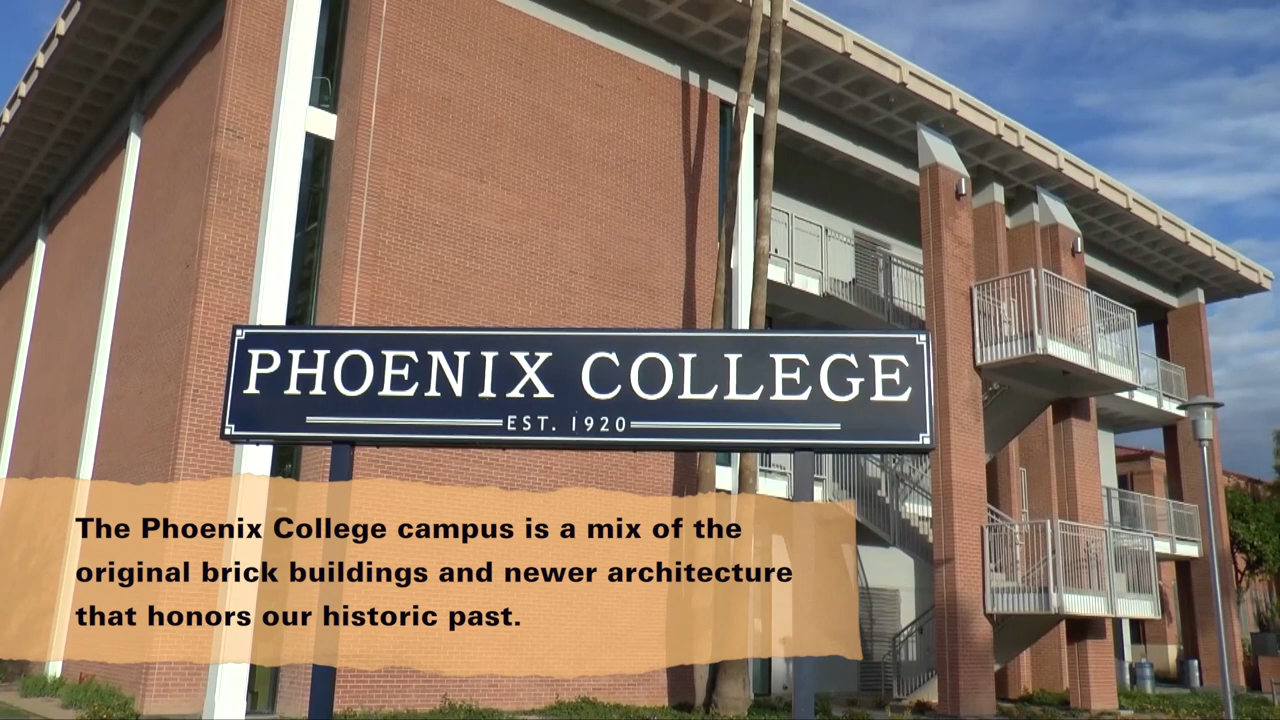 PHOENIX COLLEGE
EST. 1920
The Phoenix College campus is a mix of the
original brick buildings and newer architecture
that honors our historic past.